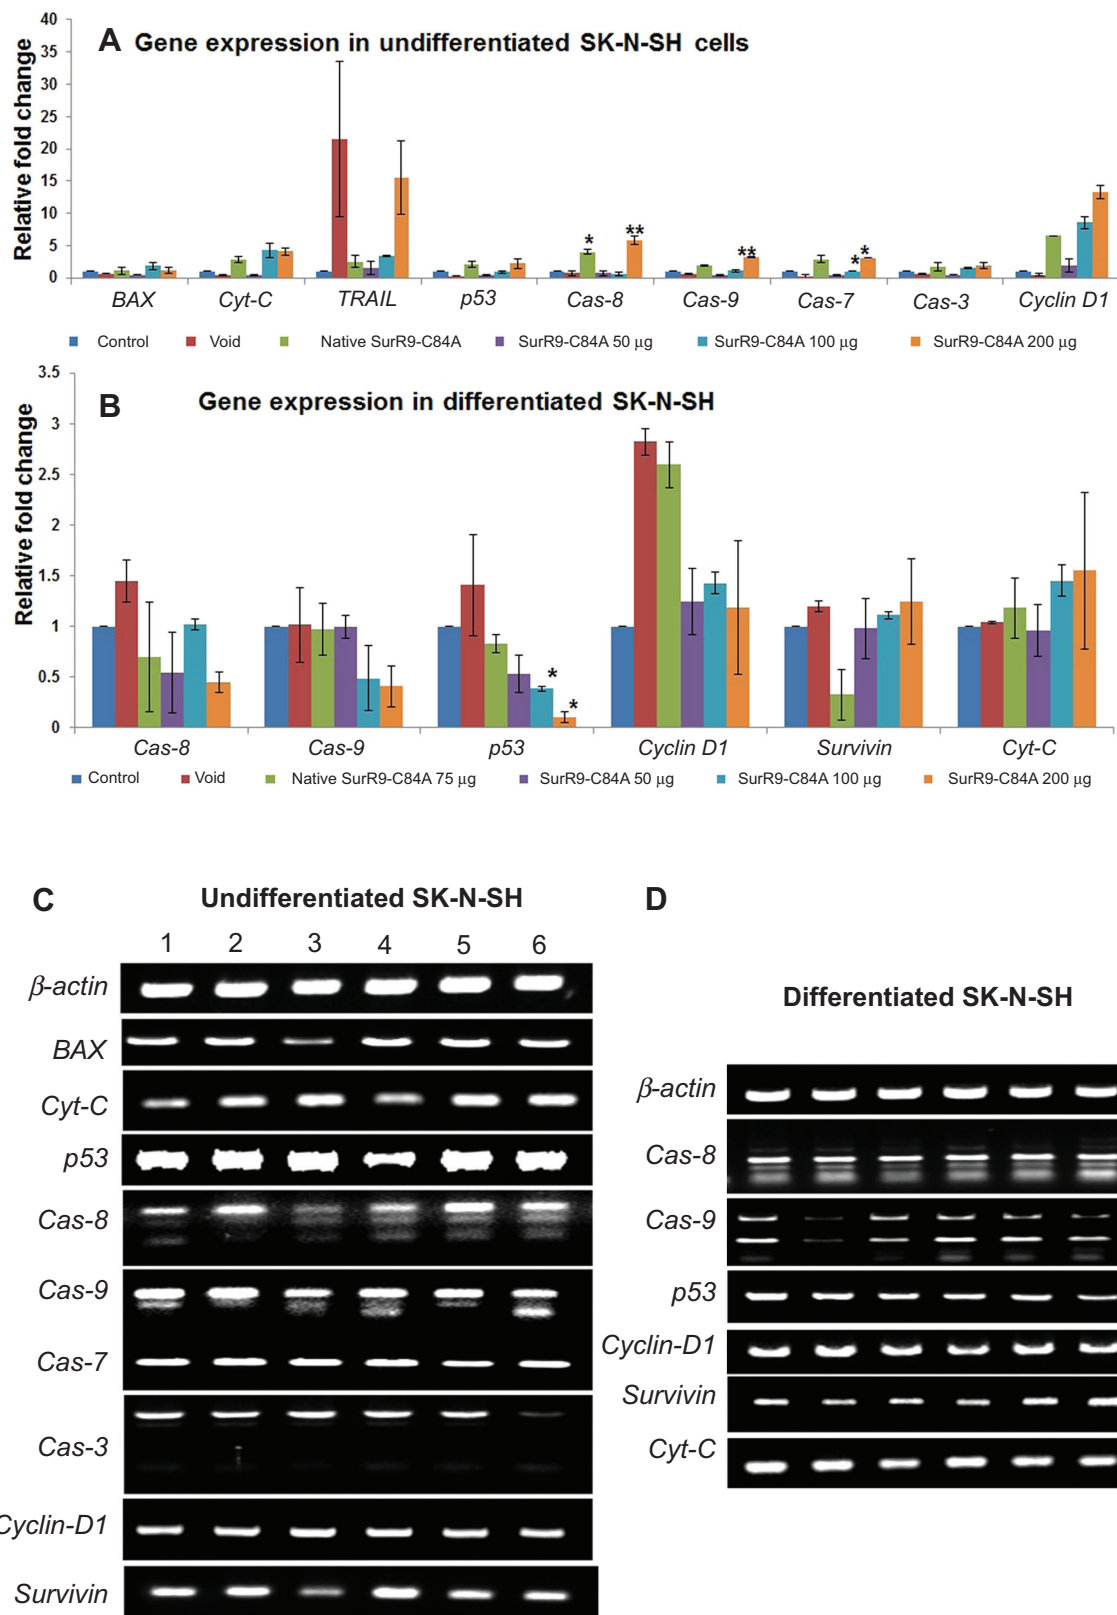 40
35
30
25
20
15
10
5
0
Relative fold change
A Gene expression in undifferentiated SK-N-SH cells
* ** ** * *
BAX Cyt-C TRAIL p53 Cas-8 Cas-9 Cas-7 Cas-3 Cyclin D1
Control Void Native SurR9-C84A SurR9-C84A 50 μg SurR9-C84A 100 μg SurR9-C84A 200 μg
3.5
3
2.5
2
1.5
1
0.5
0
Relative fold change
B Gene expression in differentiated SK-N-SH
* *
Cas-8 Cas-9 p53 Cyclin D1 Survivin Cyt-C
Control Void Native SurR9-C84A 75 μg SurR9-C84A 50 μg SurR9-C84A 100 μg SurR9-C84A 200 μg
C Undifferentiated SK-N-SH
1 2 3 4 5 6
β-actin
BAX
Cyt-C
p53
Cas-8
Cas-9
Cas-7
Cas-3
Cyclin-D1
Survivin
D
Differentiated SK-N-SH
β-actin
Cas-8
Cas-9
p53
Cyclin-D1
Survivin
Cyt-C